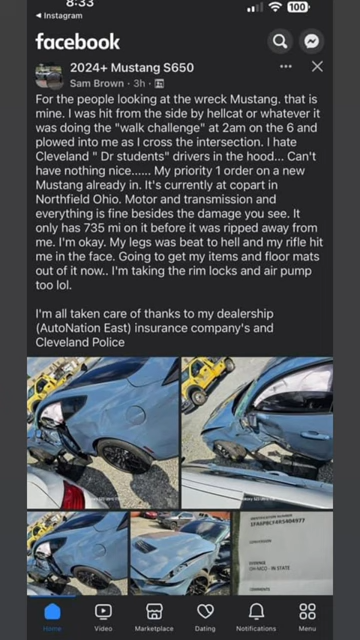 8:33
100
Instagram
facebook
2024+ Mustang S650
Sam Brown · 3h ·
For the people looking at the wreck Mustang. that is
mine. I was hit from the side by hellcat or whatever it
was doing the "walk challenge" at 2am on the 6 and
plowed into me as I cross the intersection. I hate
Cleveland " Dr students" drivers in the hood... Can't
have nothing nice...... My priority 1 order on a new
Mustang already in. It's currently at copart in
Northfield Ohio. Motor and transmission and
everything is fine besides the damage you see. It
only has 735 mi on it before it was ripped away from
me. I'm okay. My legs was beat to hell and my rifle hit
me in the face. Going to get my items and floor mats
out of it now.. I'm taking the rim locks and air pump
too lol.
I'm all taken care of thanks to my dealership
(AutoNation East) insurance company's and
Cleveland Police
Home
Video
Marketplace
Dating
Notifications
Menu